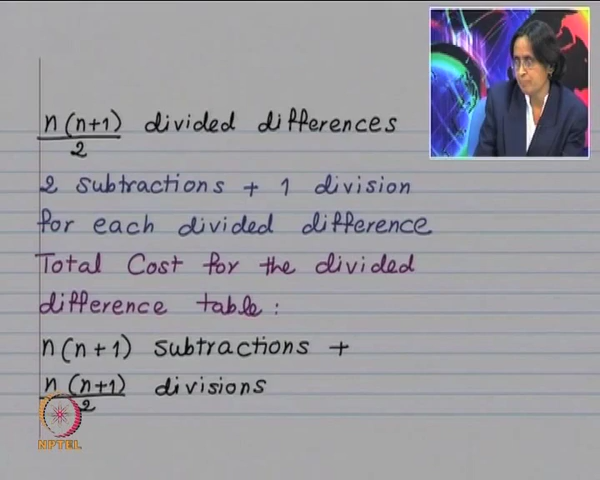 n(n+1)/2 divided differences
2 subtractions + 1 division
for each divided difference
Total Cost for the divided
difference table:
n(n+1) subtractions +
n(n+1)/2 divisions
NPTEL